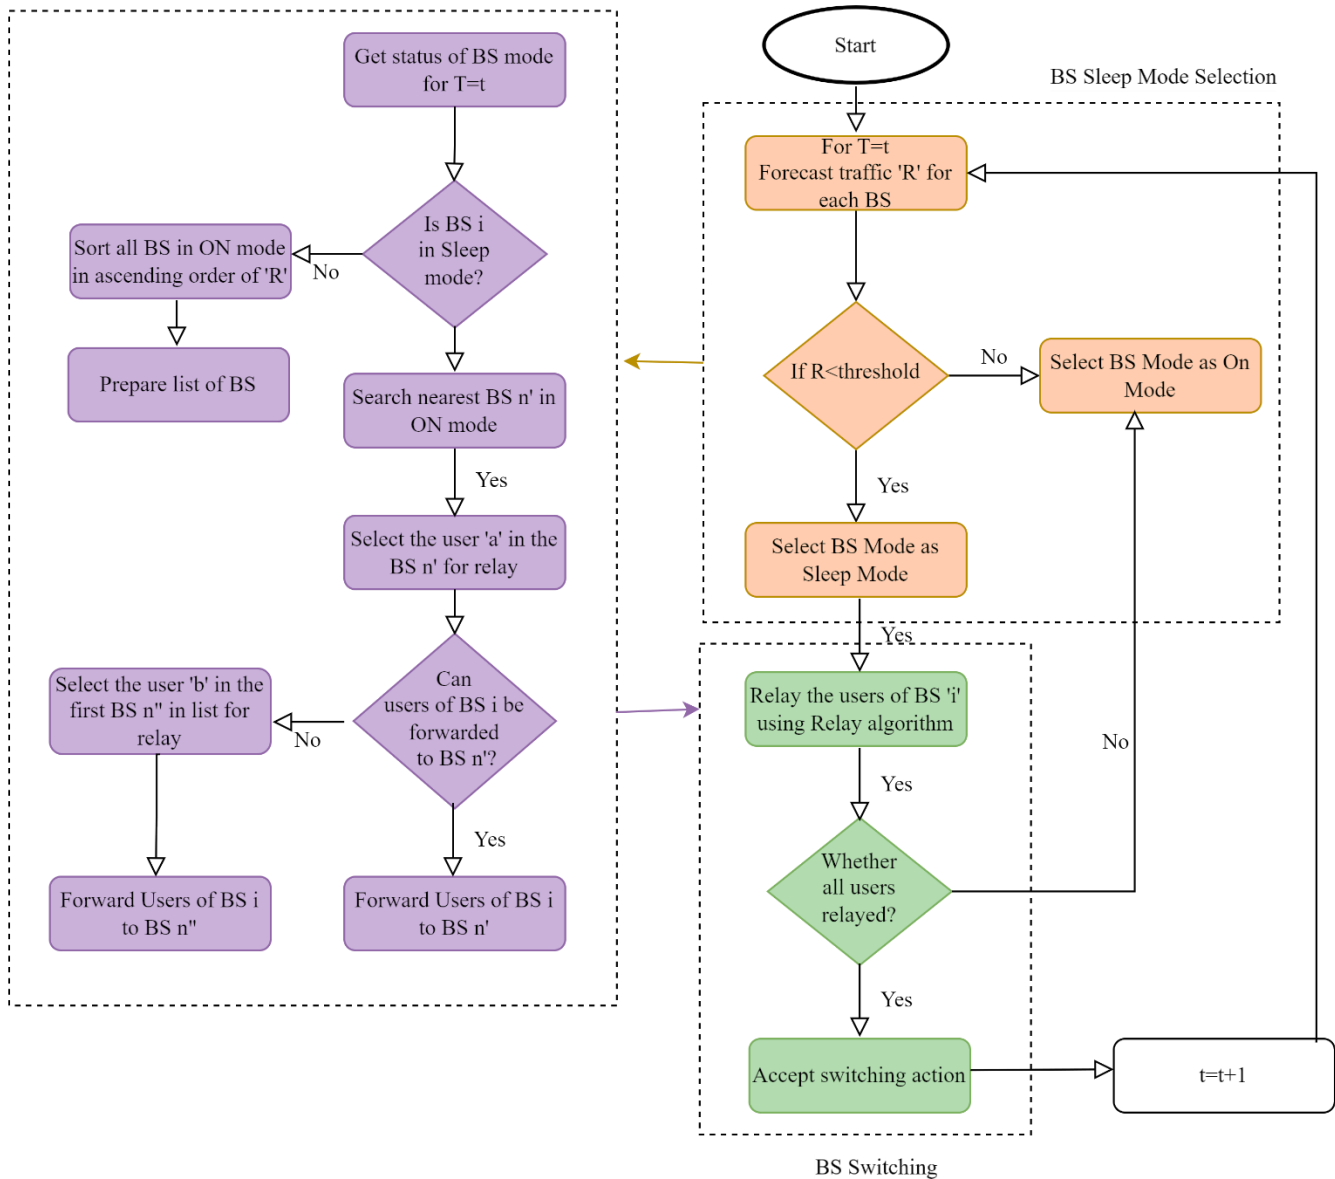 Get status of BS mode
for T=t
Is BS i
in Sleep
mode?
No
Sort all BS in ON mode
in ascending order of 'R'
Prepare list of BS
Search nearest BS n' in
ON mode
Yes
Select the user 'a' in the
BS n' for relay
Can
users of BS i be
forwarded
to BS n'?
No
Select the user 'b' in the
first BS n" in list for
relay
Yes
Forward Users of BS i
to BS n"
Forward Users of BS i
to BS n'
Start
BS Sleep Mode Selection
For T=t
Forecast traffic 'R' for
each BS
If R<threshold
No
Select BS Mode as On
Mode
Yes
Select BS Mode as
Sleep Mode
Yes
Relay the users of BS 'i'
using Relay algorithm
Yes
No
Whether
all users
relayed?
Yes
Accept switching action
t=t+1
BS Switching